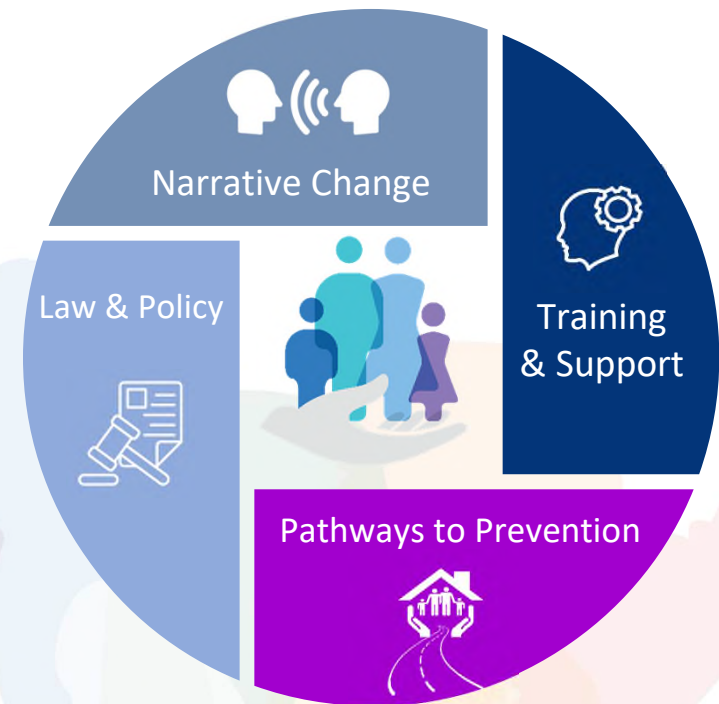 Narrative Change
Law & Policy
Training
& Support
Pathways to Prevention